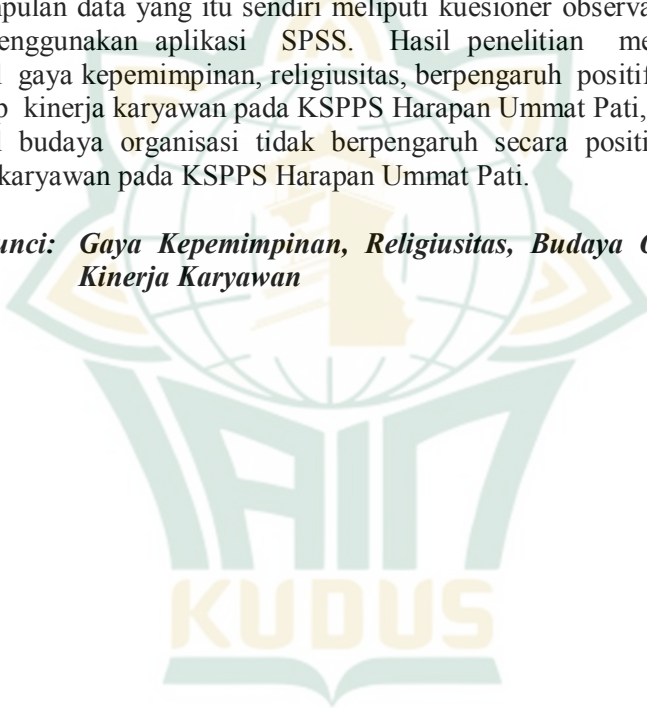 mpulan data yang itu sendiri meliputi kuesioner observa
enggunakan aplikasi SPSS. Hasil penelitian me
l gaya kepemimpinan, religiusitas, berpengaruh positif
p kinerja karyawan pada KSPPS Harapan Ummat Pati,
l budaya organisasi tidak berpengaruh secara positi
karyawan pada KSPPS Harapan Ummat Pati.
unci: Gaya Kepemimpinan, Religiusitas, Budaya O
Kinerja Karyawan
IAIN
KUDUS